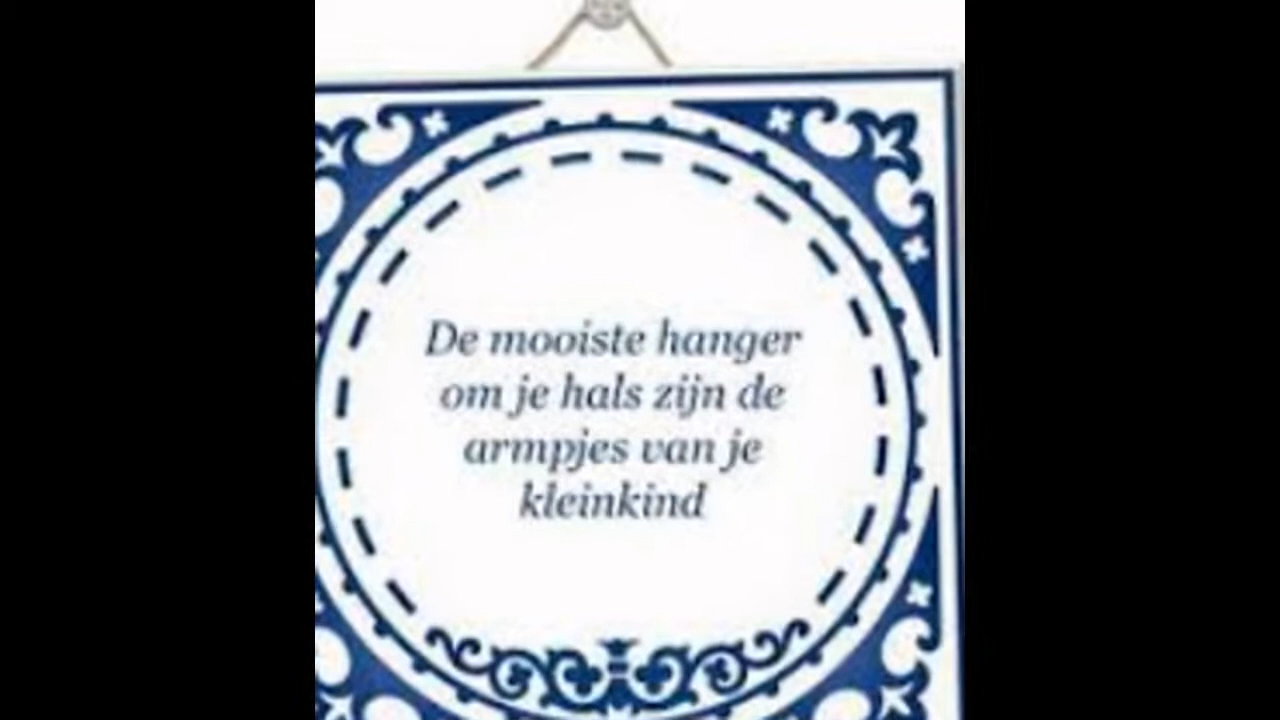 De mooiste hanger
om je hals zijn de
armpjes van je
kleinkind